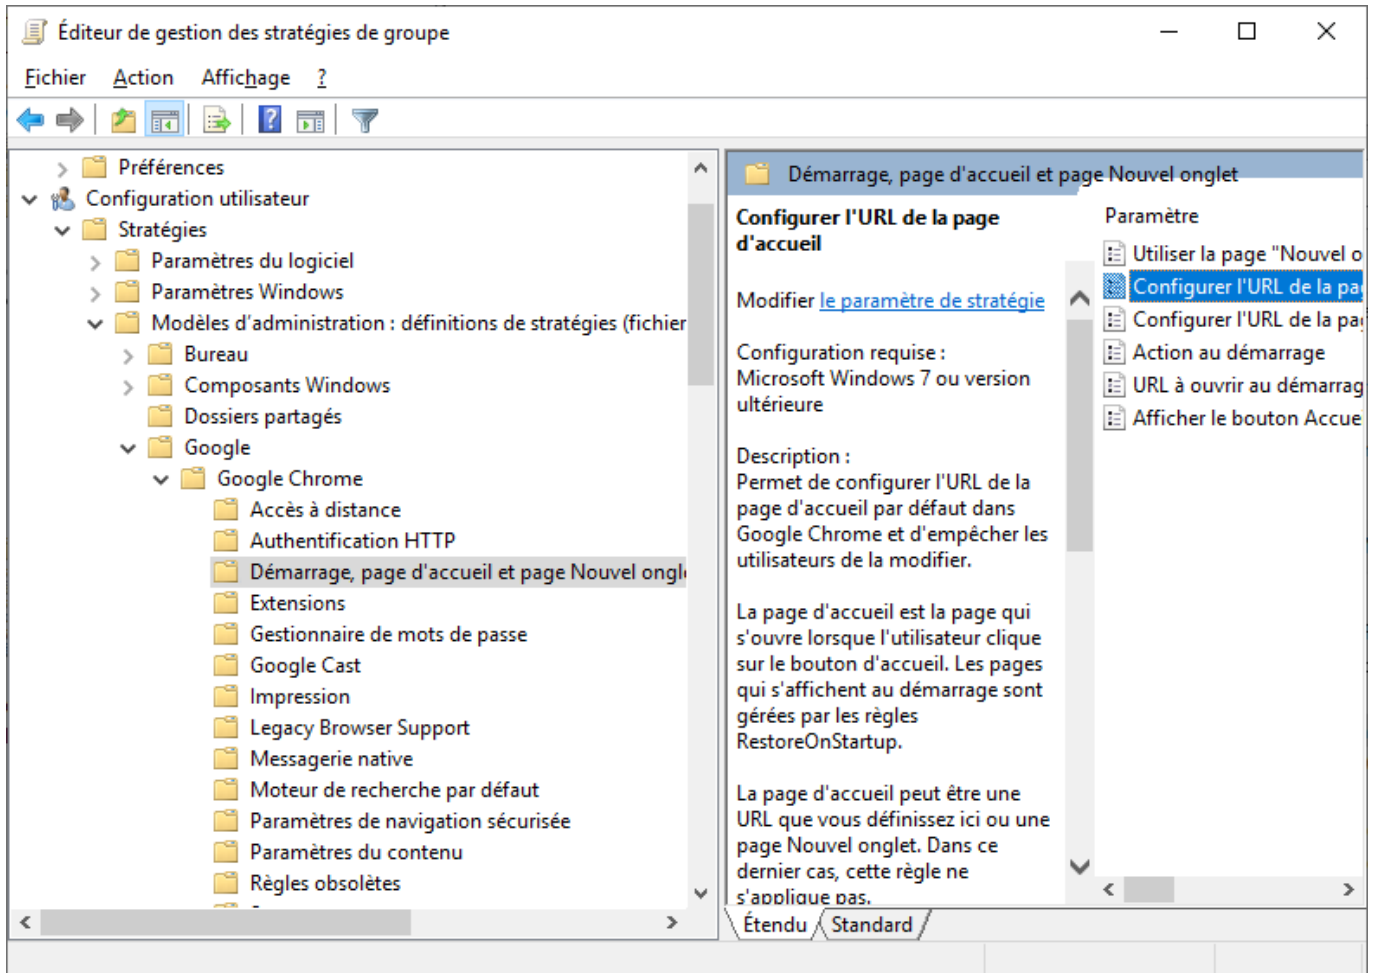 Éditeur de gestion des stratégies de groupe
Fichier Action Affichage ?
Préférences
Configuration utilisateur
Stratégies
Paramètres du logiciel
Paramètres Windows
Modèles d'administration : définitions de stratégies (fichier
Bureau
Composants Windows
Dossiers partagés
Google
Google Chrome
Accès à distance
Authentification HTTP
Démarrage, page d'accueil et page Nouvel ongl
Extensions
Gestionnaire de mots de passe
Google Cast
Impression
Legacy Browser Support
Messagerie native
Moteur de recherche par défaut
Paramètres de navigation sécurisée
Paramètres du contenu
Règles obsolètes
Démarrage, page d'accueil et page Nouvel onglet
Configurer l'URL de la page
d'accueil
Modifier le paramètre de stratégie
Configuration requise :
Microsoft Windows 7 ou version
ultérieure
Description :
Permet de configurer l'URL de la
page d'accueil par défaut dans
Google Chrome et d'empêcher les
utilisateurs de la modifier.
La page d'accueil est la page qui
s'ouvre lorsque l'utilisateur clique
sur le bouton d'accueil. Les pages
qui s'affichent au démarrage sont
gérées par les règles
RestoreOnStartup.
La page d'accueil peut être une
URL que vous définissez ici ou une
page Nouvel onglet. Dans ce
dernier cas, cette règle ne
s'applique pas.
Paramètre
Utiliser la page "Nouvel o
Configurer l'URL de la pa
Configurer l'URL de la pa
Action au démarrage
URL à ouvrir au démarrag
Afficher le bouton Accue
Étendu Standard